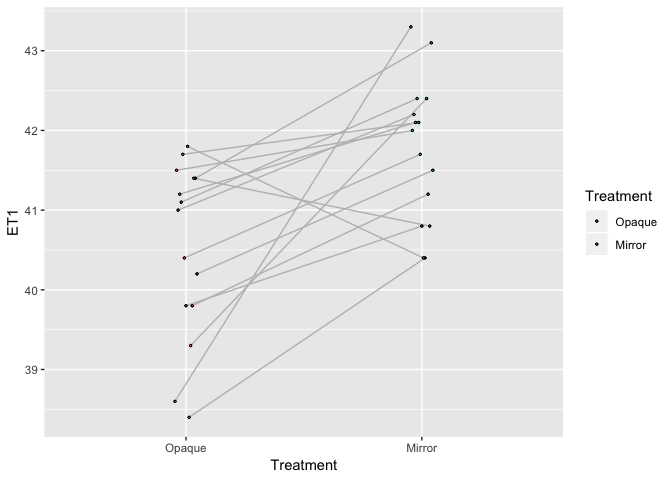 43
42
41
40
39
ET1
Opaque
Mirror
Treatment
Treatment
Opaque
Mirror